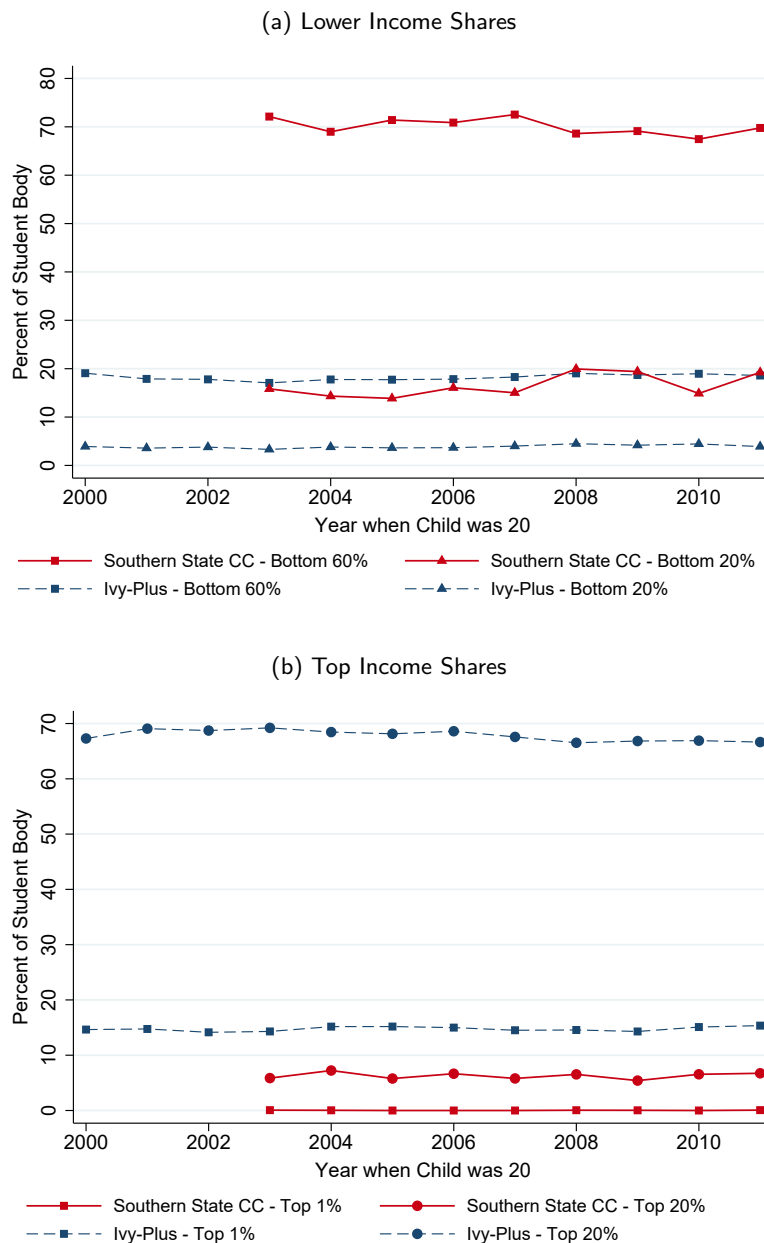 (a) Lower Income Shares
Percent of Student Body
80
70
60
50
40
30
20
10
0
2000 2002 2004 2006 2008 2010
Year when Child was 20
Southern State CC - Bottom 60% Southern State CC - Bottom 20%
Ivy-Plus - Bottom 60% Ivy-Plus - Bottom 20%
(b) Top Income Shares
Percent of Student Body
70
60
50
40
30
20
10
0
2000 2002 2004 2006 2008 2010
Year when Child was 20
Southern State CC - Top 1% Southern State CC - Top 20%
Ivy-Plus - Top 1% Ivy-Plus - Top 20%